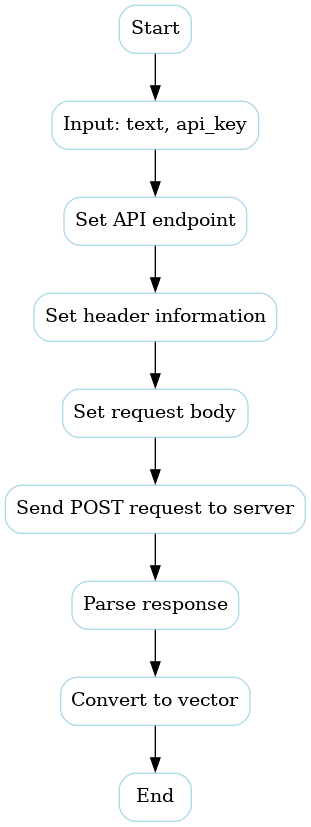 Start
Input: text, api_key
Set API endpoint
Set header information
Set request body
Send POST request to server
Parse response
Convert to vector
End